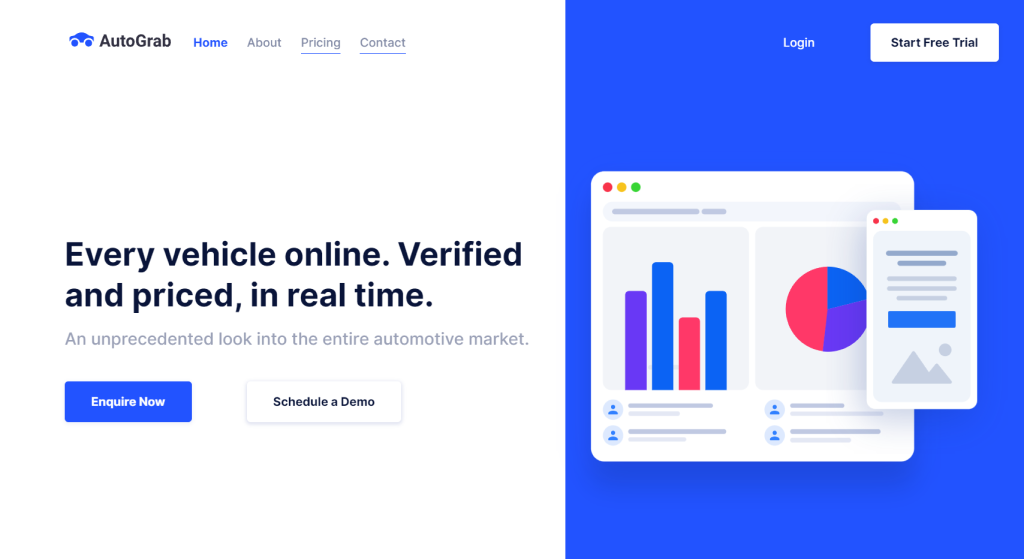 AutoGrab
Home
About
Pricing
Contact
Login
Start Free Trial
Every vehicle online. Verified
and priced, in real time.
An unprecedented look into the entire automotive market.
Enquire Now
Schedule a Demo